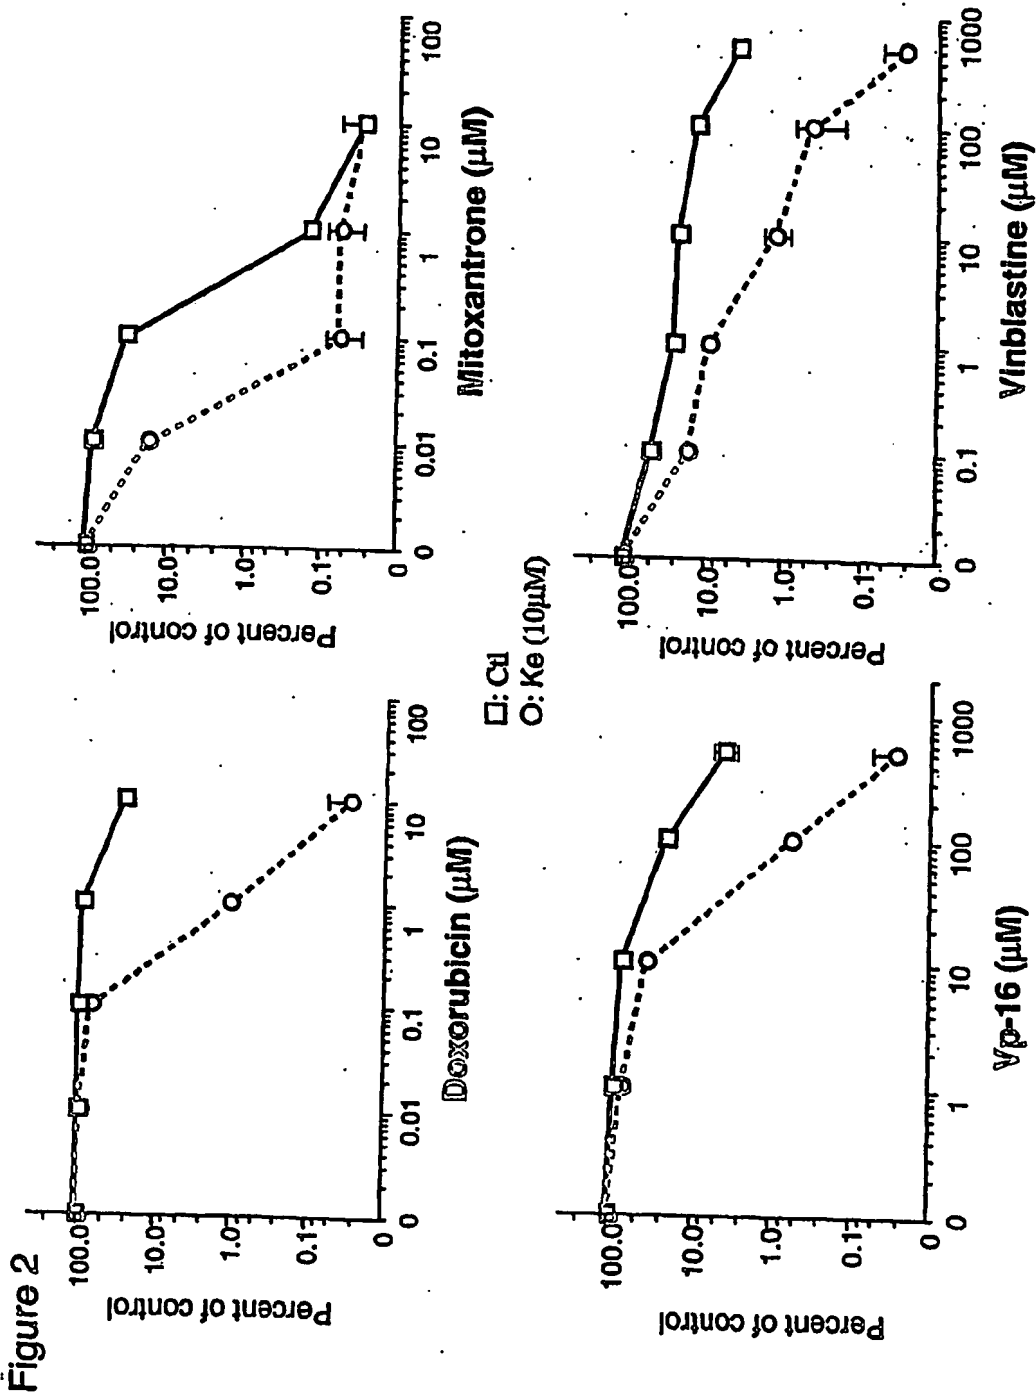 Figure 2
Percent of control
100.0
10.0
1.0
0.1
0
0 0.01 0.1 1 10 100
Doxorubicin (µM)
Percent of control
100.0
10.0
1.0
0.1
0
0 0.01 0.1 1 10 100
Mitoxantrone (µM)
□: Ctl
O: Ke (10µM)
Percent of control
100.0
10.0
1.0
0.1
0
0 1 10 100 1000
Vp-16 (µM)
Percent of control
100.0
10.0
1.0
0.1
0
0 0.1 1 10 100 1000
Vinblastine (µM)